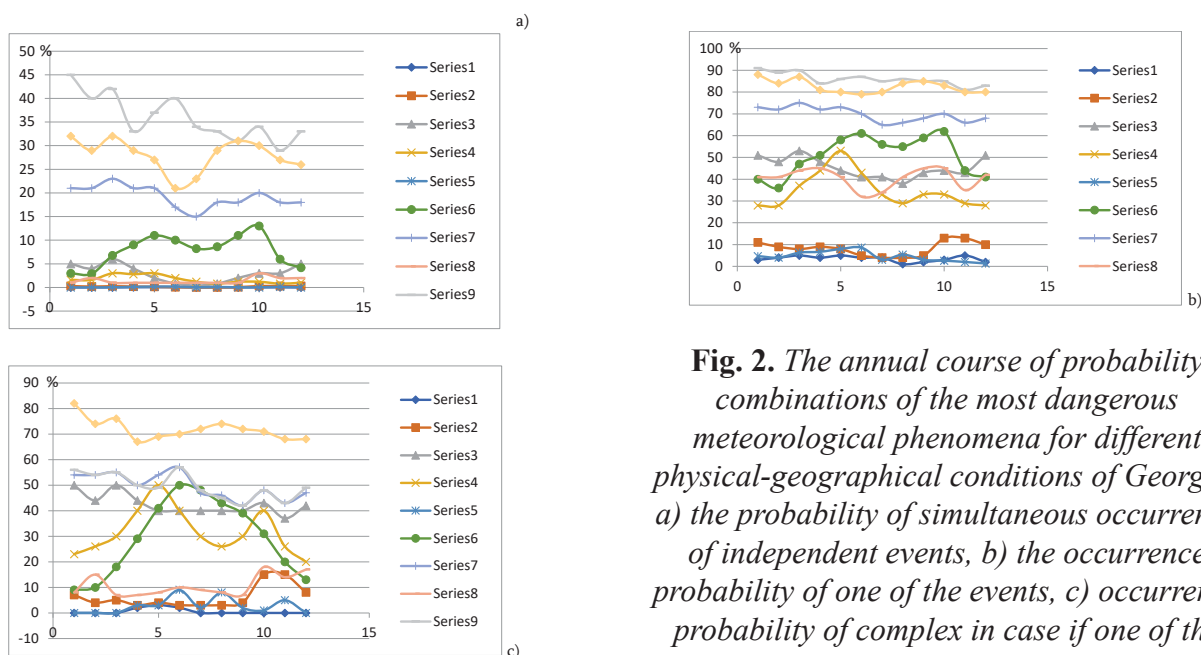 a)
50 %
45
40
35
30
25
20
15
10
5
0
-5
0
5
10
15
Series1
Series2
Series3
Series4
Series5
Series6
Series7
Series8
Series9
100 %
90
80
70
60
50
40
30
20
10
0
0
5
10
15
Series1
Series2
Series3
Series4
Series5
Series6
Series7
Series8
b)
90 %
80
70
60
50
40
30
20
10
0
-10
0
5
10
15
Series1
Series2
Series3
Series4
Series5
Series6
Series7
Series8
Series9
c)
Fig. 2. The annual course of probability
combinations of the most dangerous
meteorological phenomena for different
physical-geographical conditions of Georg
a) the probability of simultaneous occurren
of independent events, b) the occurrence
probability of one of the events, c) occurren
probability of complex in case if one of th